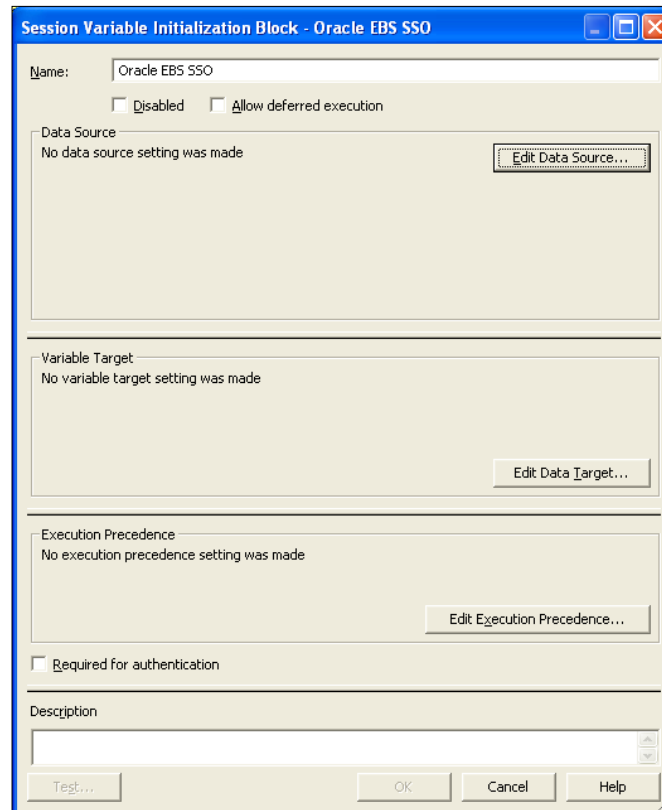 Session Variable Initialization Block - Oracle EBS SSO
Name: Oracle EBS SSO
Disabled Allow deferred execution
Data Source
No data source setting was made
Edit Data Source...
Variable Target
No variable target setting was made
Edit Data Target...
Execution Precedence
No execution precedence setting was made
Edit Execution Precedence...
Required for authentication
Description
Test... OK Cancel Help